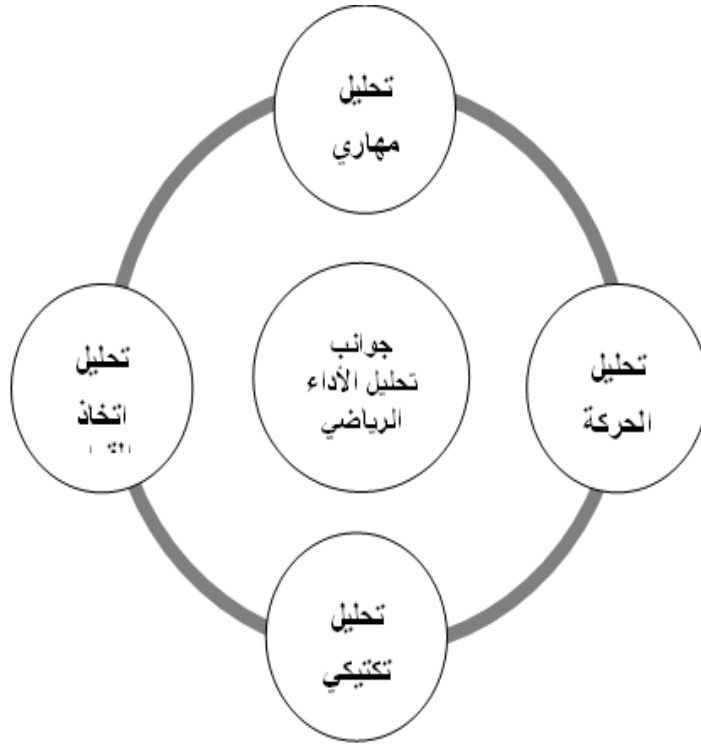 تحليل
مهاري
جوانب
تحليل الأداء
الرياضي
تحليل
الحركة
تحليل
اتخاذ
تحليل
تكتيكي